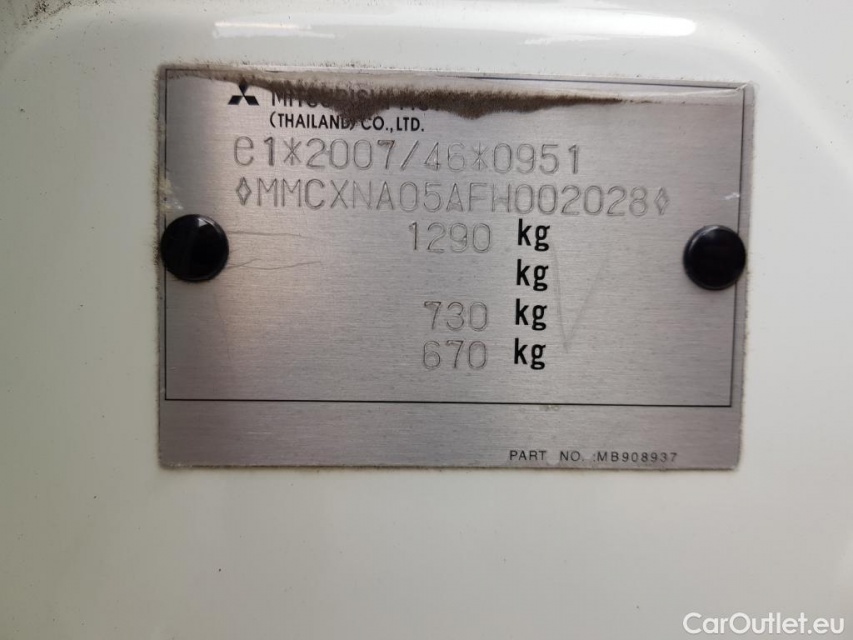 (THAILAND) CO., LTD.
e1*2007/46*0951
◊MMCXNA05AFH002028◊
1290 kg
kg
730 kg
670 kg
PART NO. MB908937
CarOutlet.eu